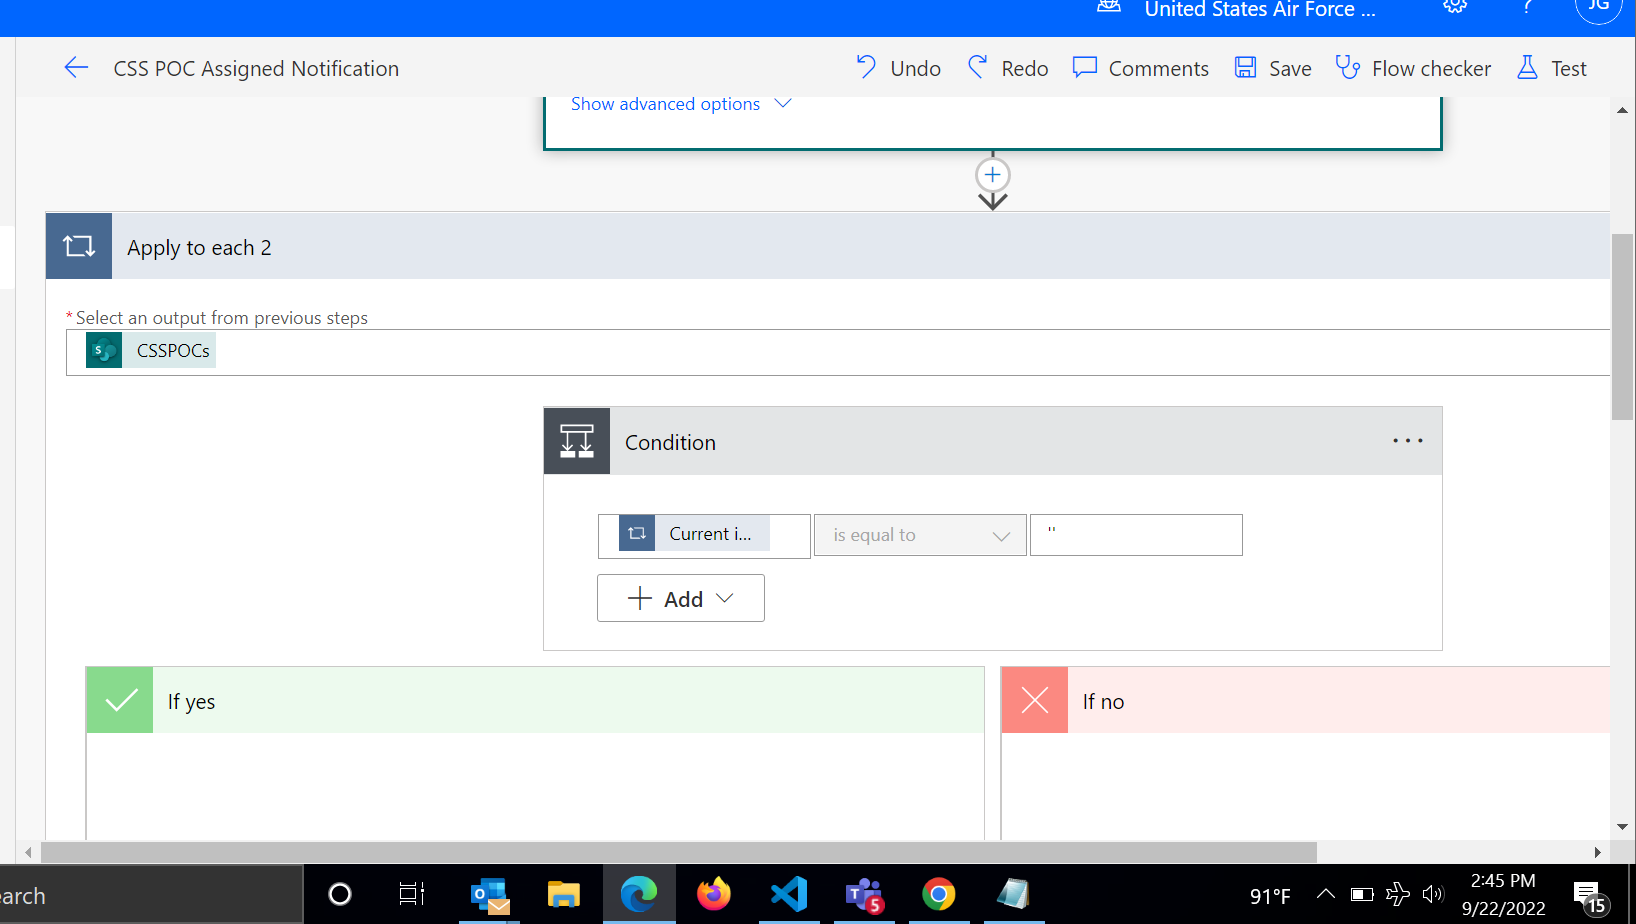 United States Air Force ...
?
JG
CSS POC Assigned Notification
Undo
Redo
Comments
Save
Flow checker
Test
Show advanced options
Apply to each 2
* Select an output from previous steps
S
CSSPOCs
Condition
...
Current i...
is equal to
''
Add
If yes
If no
earch
5
91°F
2:45 PM
9/22/2022
15